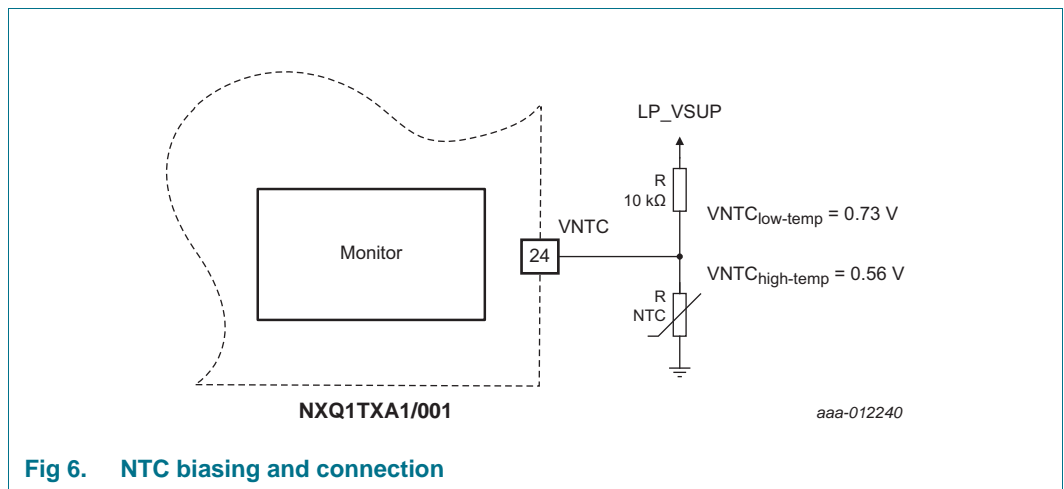 LP_VSUP
R
10 kΩ
VNTClow-temp = 0.73 V
VNTC
Monitor
24
VNTChigh-temp = 0.56 V
R
NTC
NXQ1TXA1/001
aaa-012240
Fig 6. NTC biasing and connection